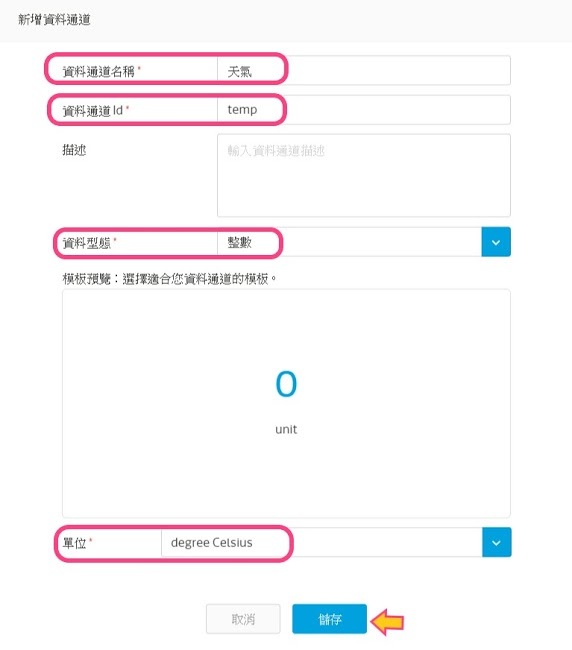 新增資料通道
資料通道名稱* 天氣
資料通道 Id* temp
描述 輸入資料通道描述
資料型態* 整數
模板預覽：選擇適合您資料通道的模板。
0
unit
單位* degree Celsius
取消 儲存